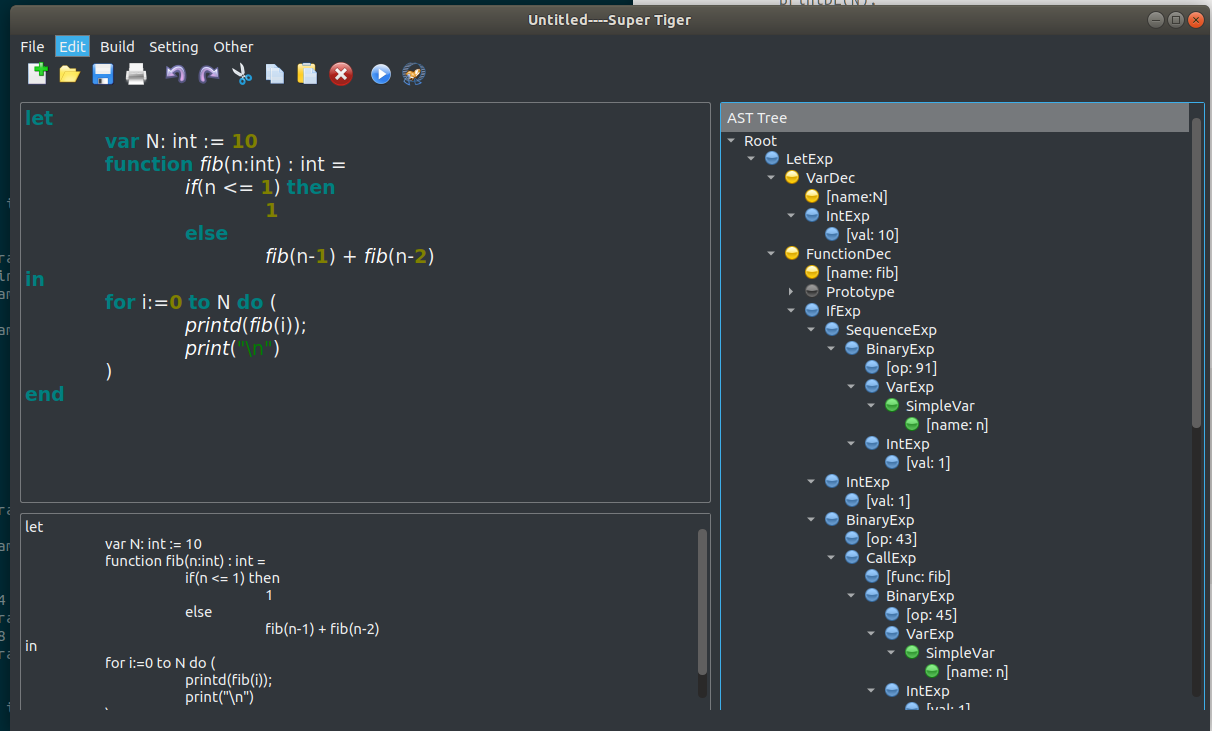 Untitled----Super Tiger
File Edit Build Setting Other
let
var N: int := 10
function fib(n:int) : int =
if(n <= 1) then
1
else
fib(n-1) + fib(n-2)
in
for i:=0 to N do (
printd(fib(i));
print("\n")
)
end
let
var N: int := 10
function fib(n:int) : int =
if(n <= 1) then
1
else
fib(n-1) + fib(n-2)
in
for i:=0 to N do (
printd(fib(i));
print("\n")
AST Tree
Root
LetExp
VarDec
[name:N]
IntExp
[val: 10]
FunctionDec
[name: fib]
Prototype
IfExp
SequenceExp
BinaryExp
[op: 91]
VarExp
SimpleVar
[name: n]
IntExp
[val: 1]
IntExp
[val: 1]
BinaryExp
[op: 43]
CallExp
[func: fib]
BinaryExp
[op: 45]
VarExp
SimpleVar
[name: n]
IntExp
[val: 1]